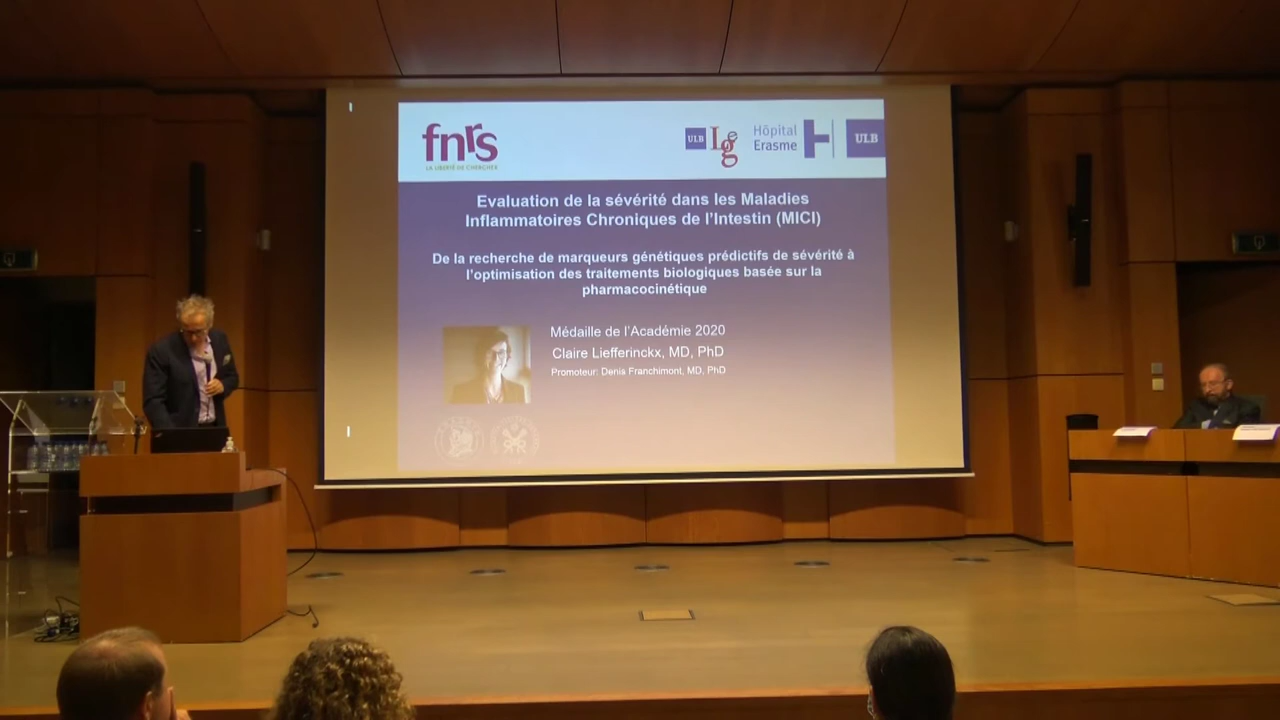 fnrs
LA LIBERTÉ DE CHERCHER
ULB
Lge
Hôpital
Erasme
ULB
Evaluation de la sévérité dans les Maladies
Inflammatoires Chroniques de l'Intestin (MICI)
De la recherche de marqueurs génétiques prédictifs de sévérité à
l'optimisation des traitements biologiques basée sur la
pharmacocinétique
Médaille de l'Académie 2020
Claire Liefferinckx, MD, PhD
Promoteur: Denis Franchimont, MD, PhD